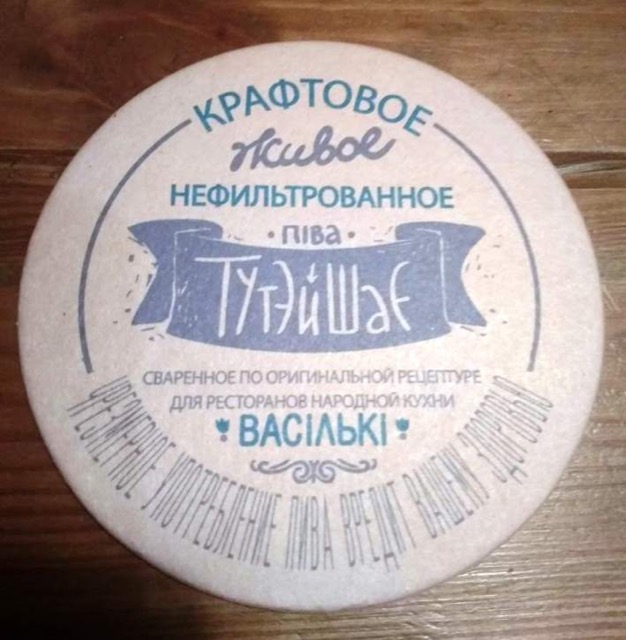 КРАФТОВОЕ
живое
НЕФИЛЬТРОВАННОЕ
• піва •
Тутэйшае
СВАРЕННОЕ ПО ОРИГИНАЛЬНОЙ РЕЦЕПТУРЕ
ДЛЯ РЕСТОРАНОВ НАРОДНОЙ КУХНИ
ВАСІЛЬКІ
ЧРЕЗМЕРНОЕ УПОТРЕБЛЕНИЕ ПИВА ВРЕДИТ ВАШЕМУ ЗДОРОВЬЮ